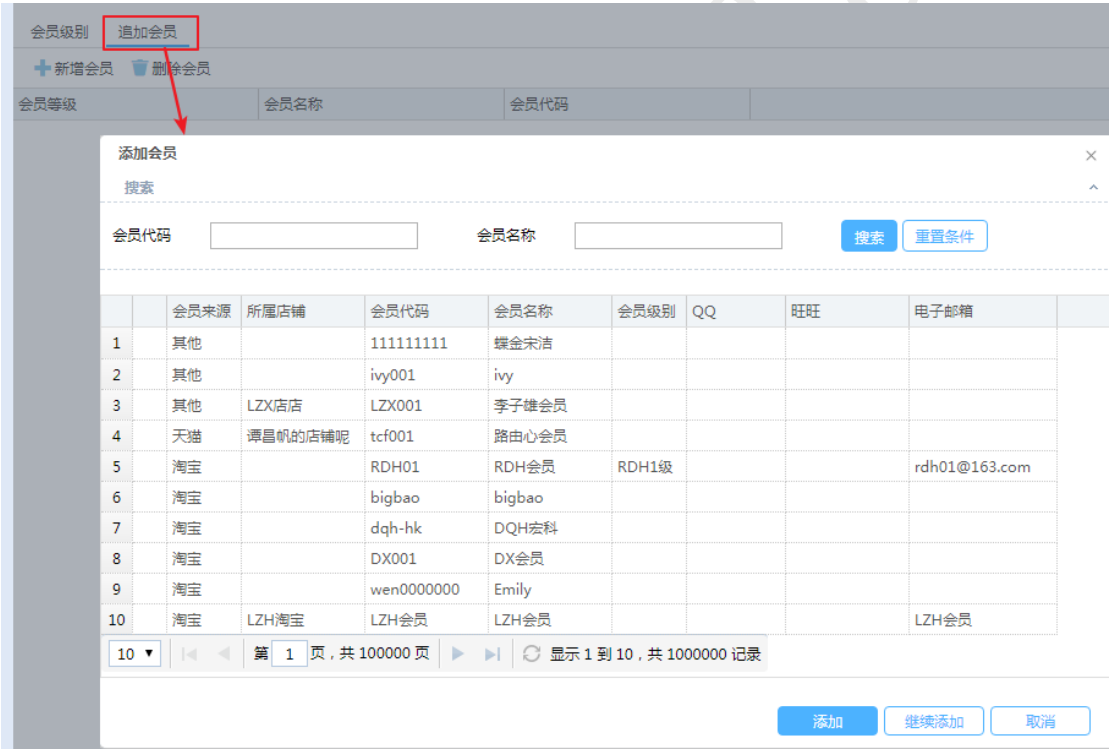 会员级别 追加会员
新增会员 删除会员
会员等级 会员名称 会员代码
添加会员
搜索
会员代码 会员名称 搜索 重置条件
会员来源 所属店铺 会员代码 会员名称 会员级别 QQ 旺旺 电子邮箱
1 其他 111111111 蝶金宋洁
2 其他 ivy001 ivy
3 其他 LZX店店 LZX001 李子雄会员
4 天猫 谭昌帆的店铺呢 tcf001 路由心会员
5 淘宝 RDH01 RDH会员 RDH1级 rdh01@163.com
6 淘宝 bigbao bigbao
7 淘宝 dqh-hk DQH宏科
8 淘宝 DX001 DX会员
9 淘宝 wen0000000 Emily
10 淘宝 LZH淘宝 LZH会员 LZH会员 LZH会员
10 第 1 页，共 100000 页 显示 1 到 10，共 1000000 记录
添加 继续添加 取消